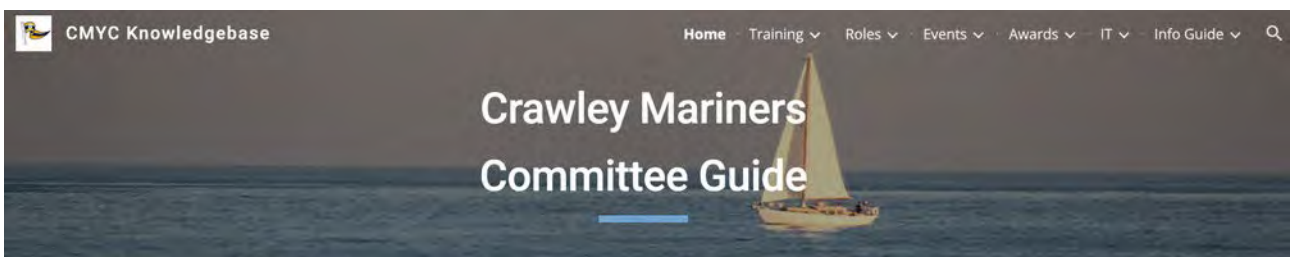 CMYC Knowledgebase
Home Training Roles Events Awards IT Info Guide
Crawley Mariners
Committee Guide